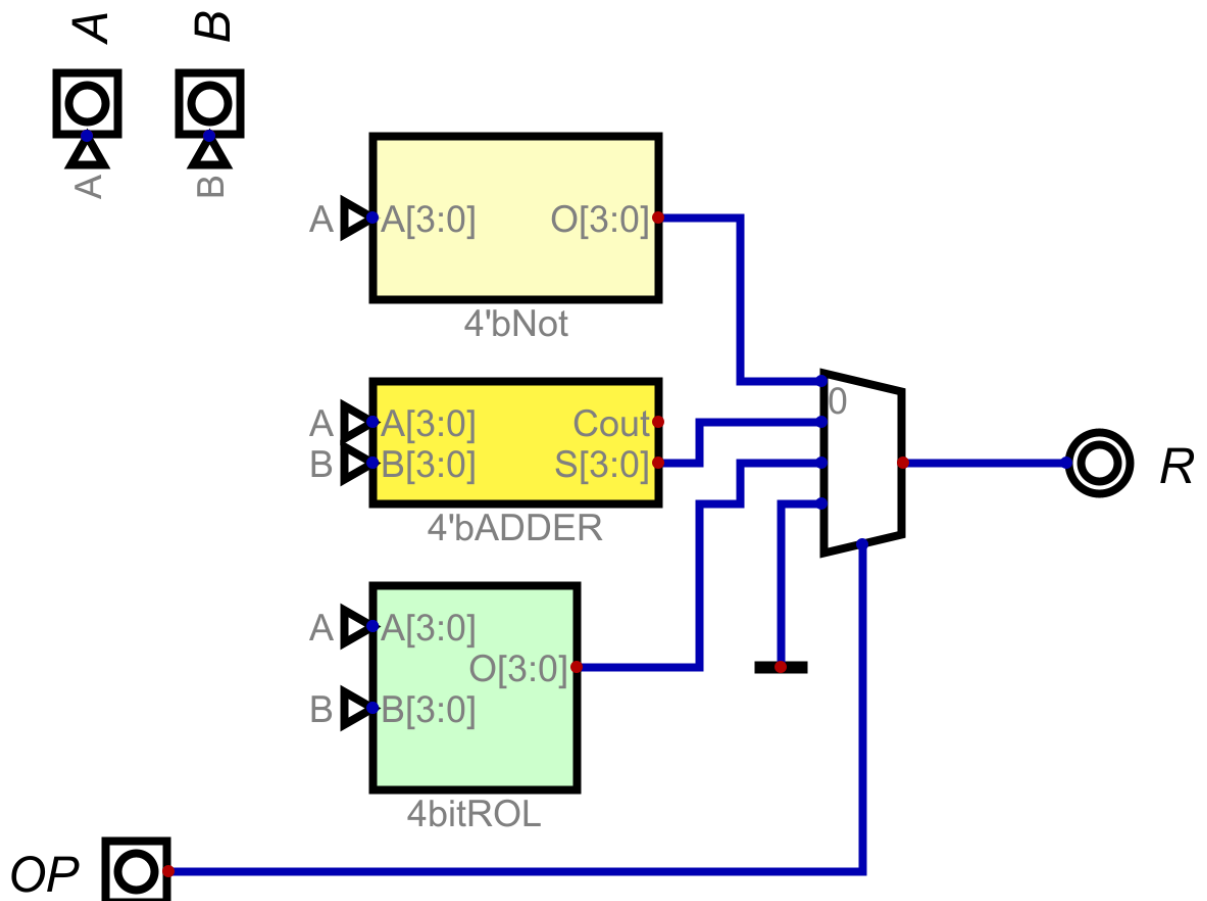 A B
A B
A A[3:0] O[3:0]
4'bNot
A A[3:0] Cout
B B[3:0] S[3:0]
4'bADDER
0
R
A A[3:0]
O[3:0]
B B[3:0]
4bitROL
OP